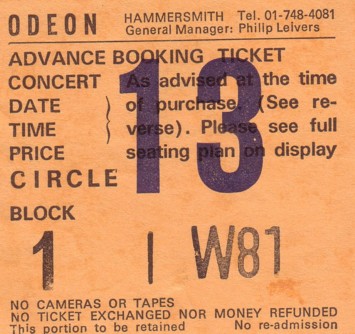 ODEON HAMMERSMITH Tel. 01-748-4081
General Manager: Philip Leivers
ADVANCE BOOKING TICKET
CONCERT As advised at the time
DATE of purchase. (See re-
TIME verse). Please see full
PRICE seating plan on display
13
CIRCLE
BLOCK
1 | W81
NO CAMERAS OR TAPES
NO TICKET EXCHANGED NOR MONEY REFUNDED
This portion to be retained No re-admission